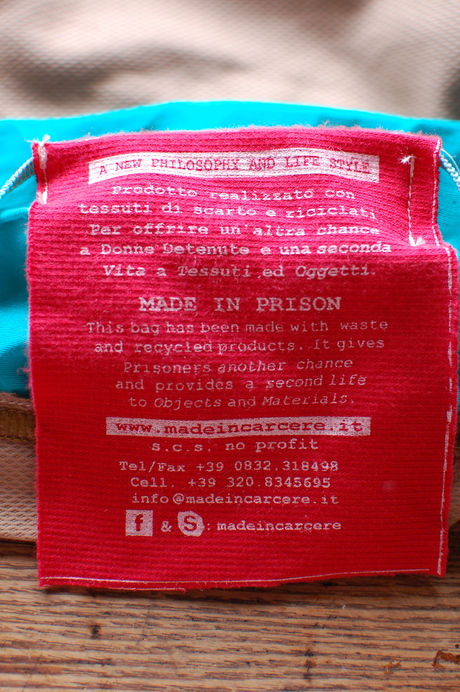 A NEW PHILOSOPHY AND LIFE STYLE
Prodotto realizzato con
tessuti di scarto e riciclati
Per offrire un'altra chance
a Donne Detenute e una seconda
Vita a Tessuti ed Oggetti.
MADE IN PRISON
This bag has been made with waste
and recycled products. It gives
Prisoners another chance
and provides a second life
to Objects and Materials.
www.madeincarcere.it
s.c.s. no profit
Tel/Fax +39 0832.318498
Cell. +39 320.8345695
info@madeincarcere.it
f & S: madeincarcere